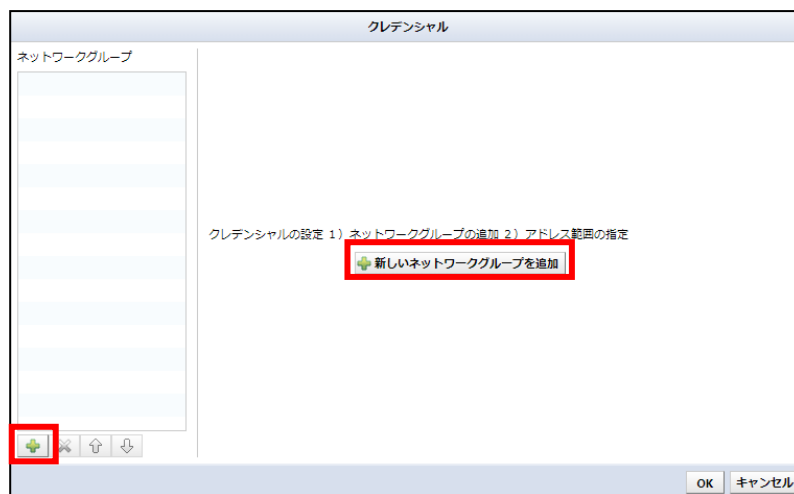 クレデンシャル
ネットワークグループ
クレデンシャルの設定 1）ネットワークグループの追加 2）アドレス範囲の指定
新しいネットワークグループを追加
OK キャンセル